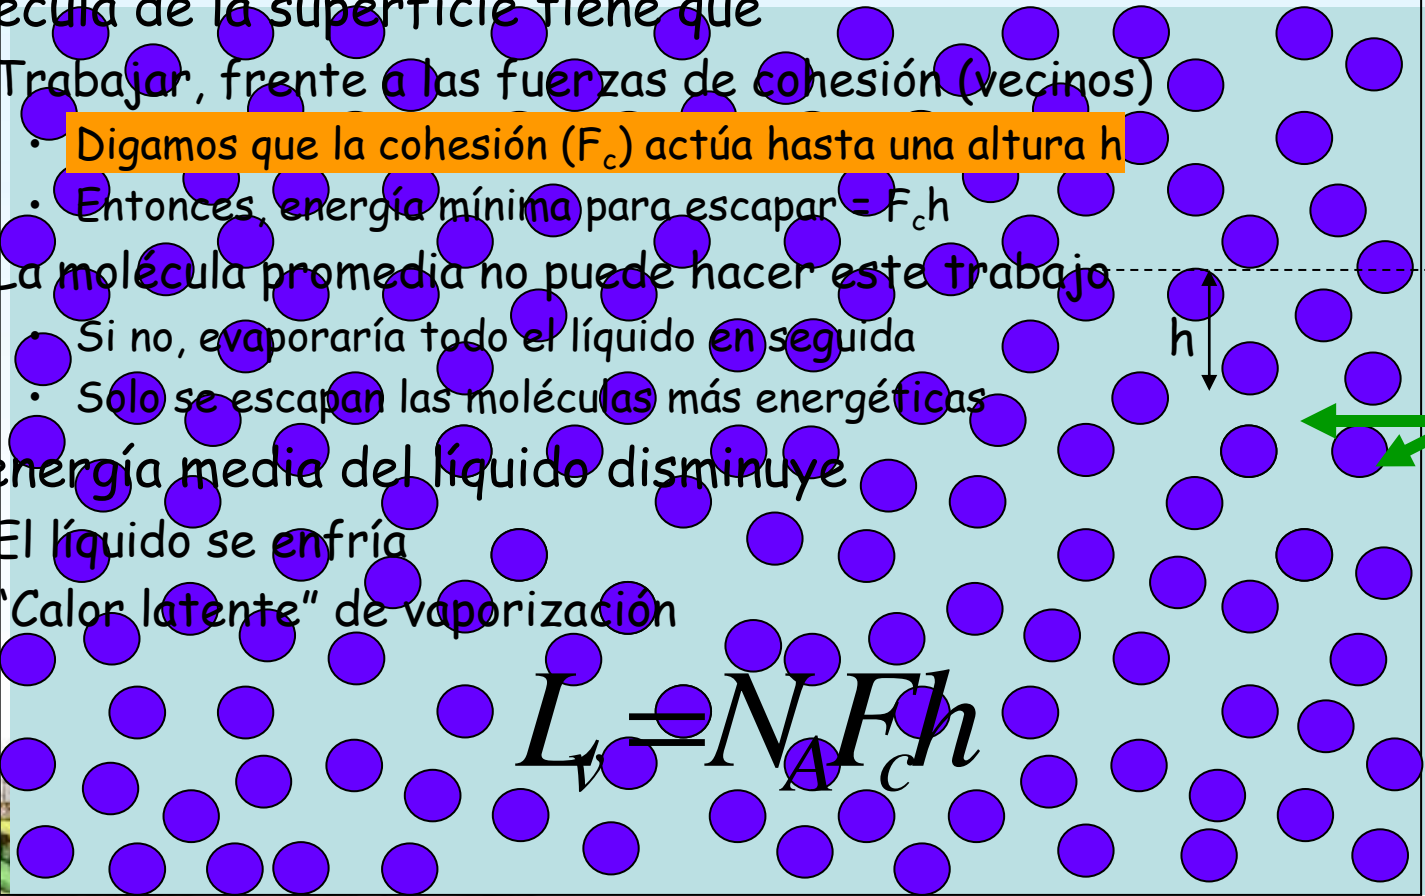 de la superficie tiene que
Trabajar, frente a las fuerzas de cohesión (vecinos)
• Digamos que la cohesión (Fc) actúa hasta una altura h
• Entonces, energía mínima para escapar = Fch
La molécula promedia no puede hacer este trabajo
• Si no, evaporaría todo el líquido en seguida
h
• Solo se escapan las moléculas más energéticas
energía media del líquido disminuye
El líquido se enfría
“Calor latente” de vaporización
Lv=NAFch